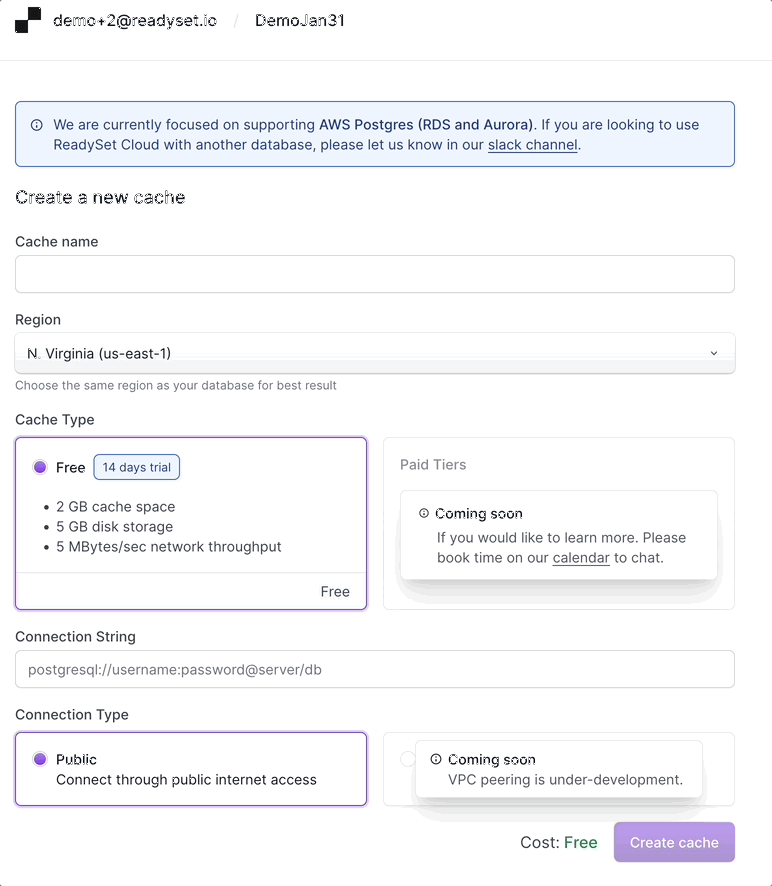 demo+2@readyset.io / DemoJan31
We are currently focused on supporting AWS Postgres (RDS and Aurora). If you are looking to use
ReadySet Cloud with another database, please let us know in our slack channel.
Create a new cache
Cache name
Region
N. Virginia (us-east-1)
Choose the same region as your database for best result
Cache Type
Free 14 days trial
• 2 GB cache space
• 5 GB disk storage
• 5 MBytes/sec network throughput
Free
Paid Tiers
Coming soon
If you would like to learn more. Please
book time on our calendar to chat.
Connection String
postgresql://username:password@server/db
Connection Type
Public
Connect through public internet access
Coming soon
VPC peering is under-development.
Cost: Free
Create cache